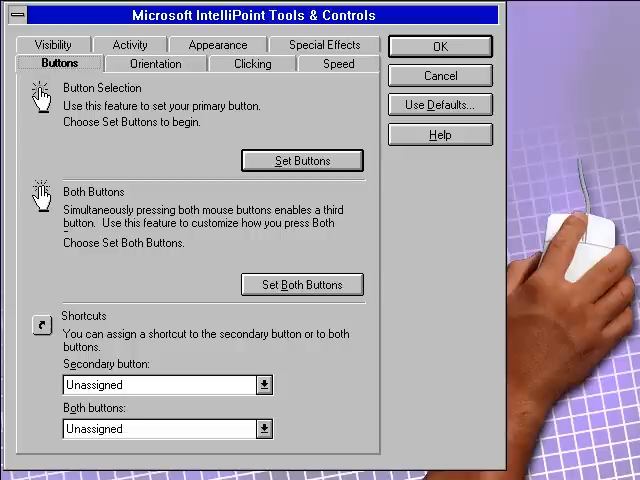 Microsoft IntelliPoint Tools & Controls
Visibility
Activity
Appearance
Special Effects
Buttons
Orientation
Clicking
Speed
OK
Cancel
Use Defaults...
Help
Button Selection
Use this feature to set your primary button.
Choose Set Buttons to begin.
Set Buttons
Both Buttons
Simultaneously pressing both mouse buttons enables a third
button.  Use this feature to customize how you press Both
Choose Set Both Buttons.
Set Both Buttons
Shortcuts
You can assign a shortcut to the secondary button or to both
buttons.
Secondary button:
Unassigned
Both buttons:
Unassigned